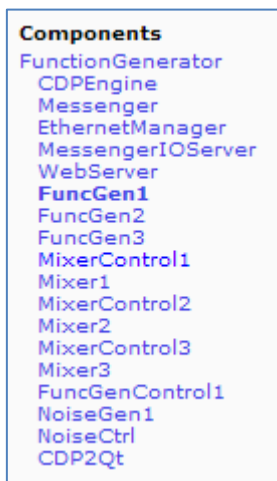 Components
FunctionGenerator
CDPEngine
Messenger
EthernetManager
MessengerIOServer
WebServer
FuncGen1
FuncGen2
FuncGen3
MixerControl1
Mixer1
MixerControl2
Mixer2
MixerControl3
Mixer3
FuncGenControl1
NoiseGen1
NoiseCtrl
CDP2Qt